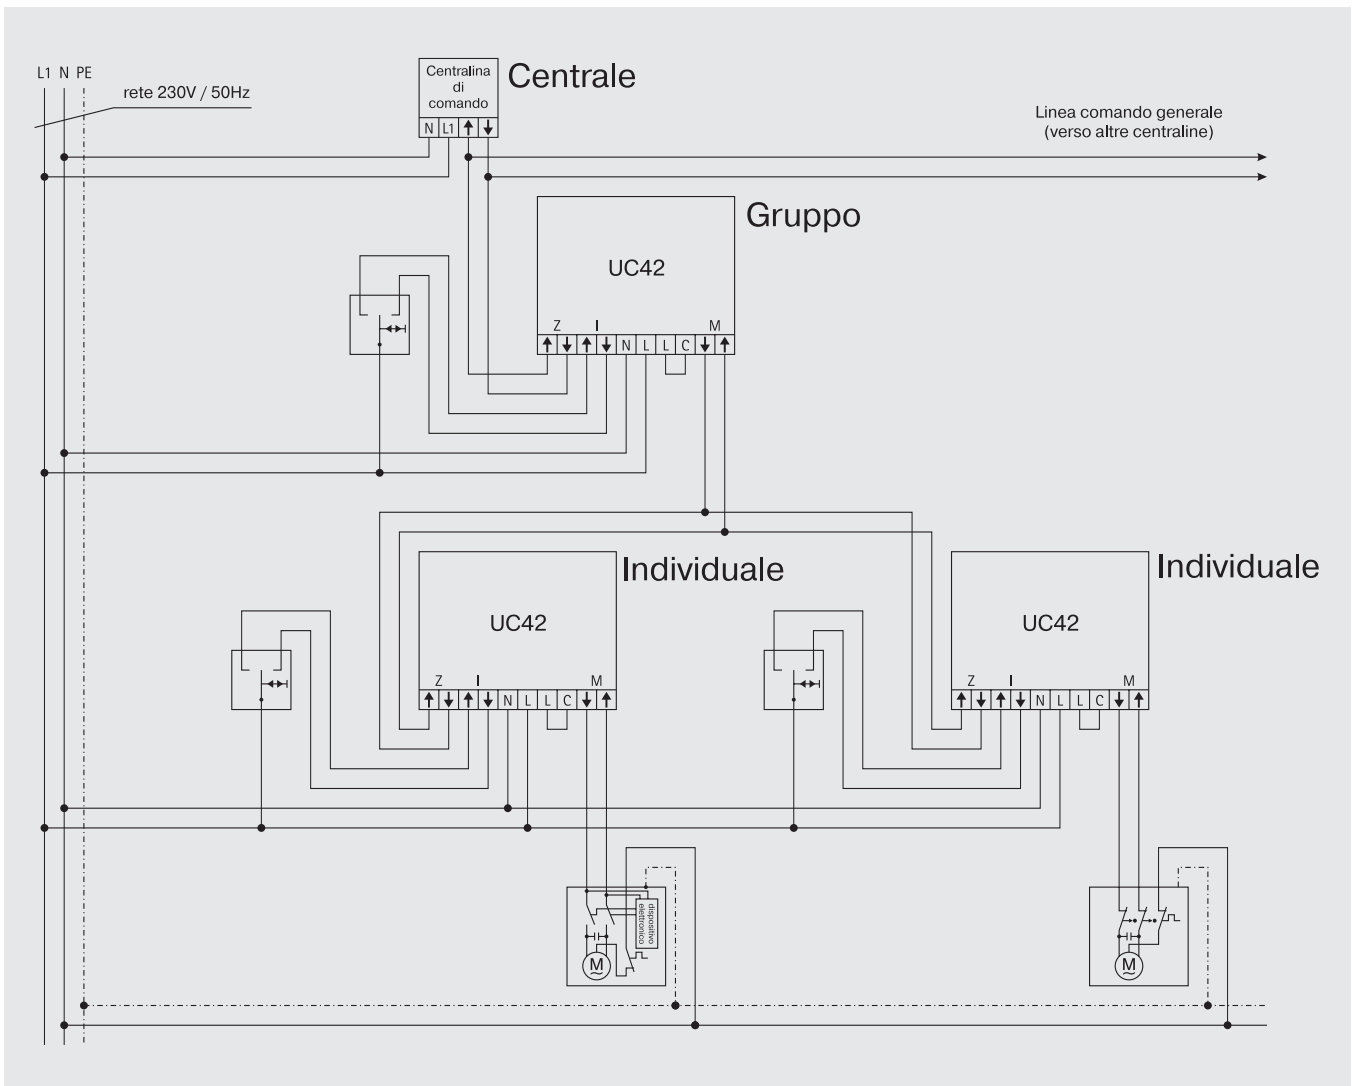 L1 N PE
rete 230V / 50Hz
Centralina
di
comando
Centrale
N L1
Linea comando generale
(verso altre centraline)
Gruppo
UC42
Z I M
N L L C
Individuale
UC42
Z I M
N L L C
Individuale
UC42
Z I M
N L L C
dispositivo
elettronico
M
M